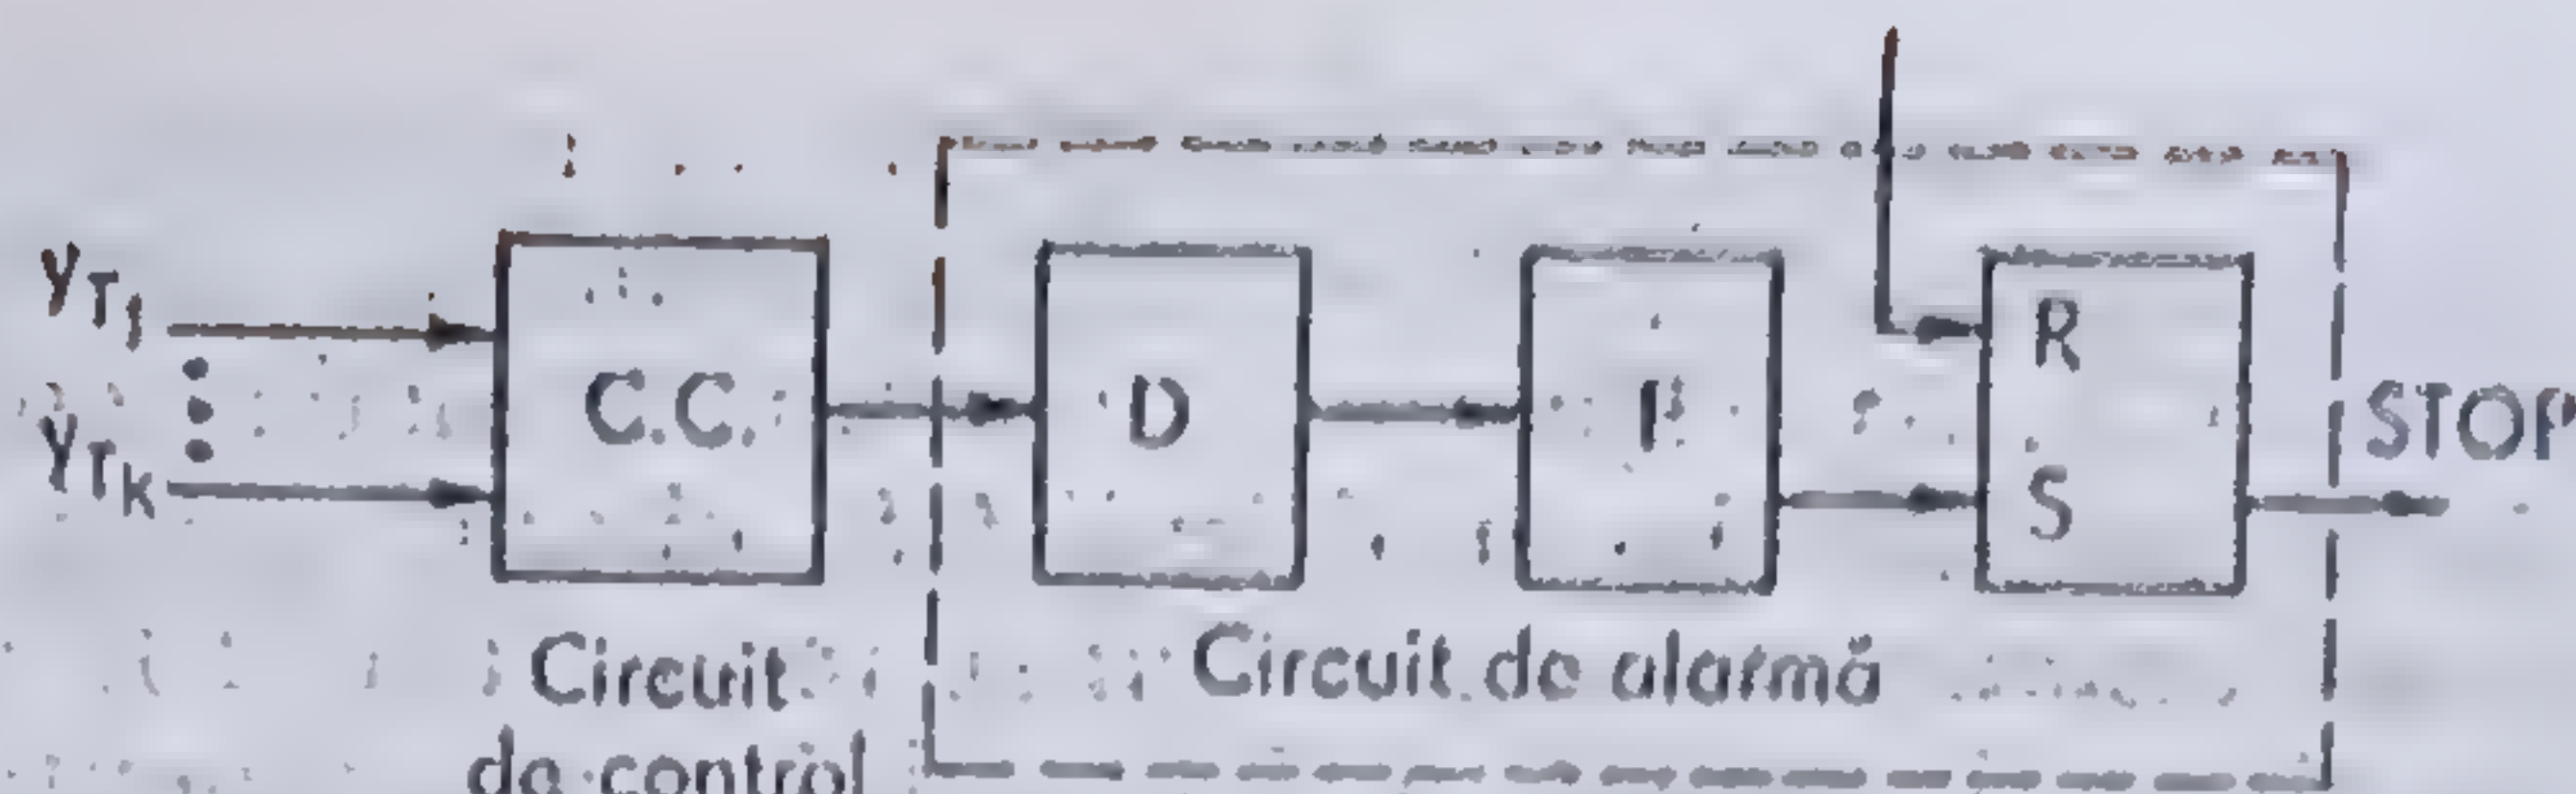 yT1
yTK
C.C.
D
I
R
S
STOP
Circuit de alarmă
Circuit
de control